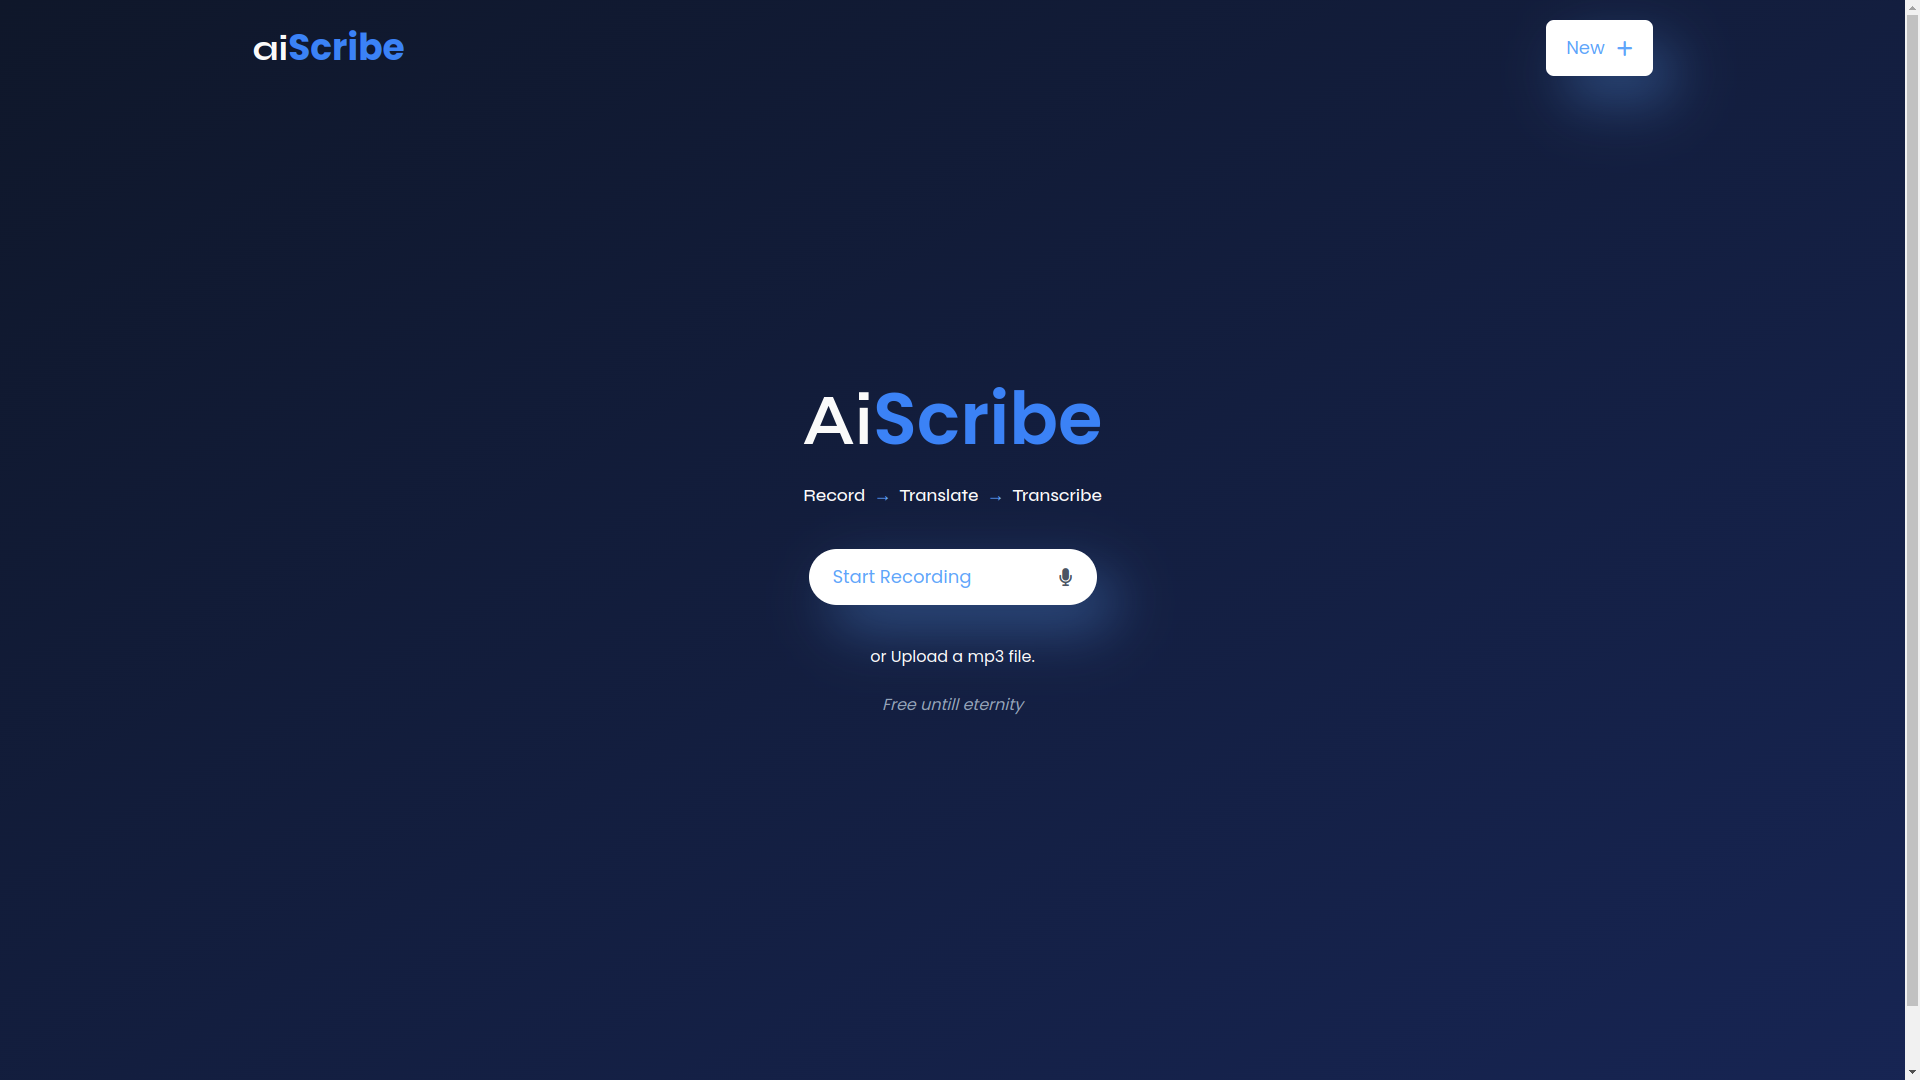 aiScribe
New +
AiScribe
Record → Translate → Transcribe
Start Recording
or Upload a mp3 file.
Free untill eternity